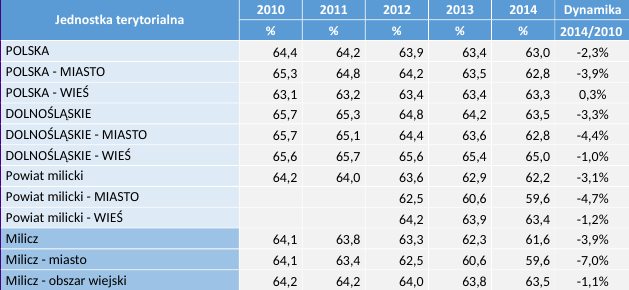 Jednostka terytorialna 2010 2011 2012 2013 2014 Dynamika
% % % % % 2014/2010
POLSKA 64,4 64,2 63,9 63,4 63,0 -2,3%
POLSKA - MIASTO 65,3 64,8 64,2 63,5 62,8 -3,9%
POLSKA - WIEŚ 63,1 63,2 63,4 63,4 63,3 0,3%
DOLNOŚLĄSKIE 65,7 65,3 64,8 64,2 63,5 -3,3%
DOLNOŚLĄSKIE - MIASTO 65,7 65,1 64,4 63,6 62,8 -4,4%
DOLNOŚLĄSKIE - WIEŚ 65,6 65,7 65,6 65,4 65,0 -1,0%
Powiat milicki 64,2 64,0 63,6 62,9 62,2 -3,1%
Powiat milicki - MIASTO 62,5 60,6 59,6 -4,7%
Powiat milicki - WIEŚ 64,2 63,9 63,4 -1,2%
Milicz 64,1 63,8 63,3 62,3 61,6 -3,9%
Milicz - miasto 64,1 63,4 62,5 60,6 59,6 -7,0%
Milicz - obszar wiejski 64,2 64,2 64,0 63,8 63,5 -1,1%